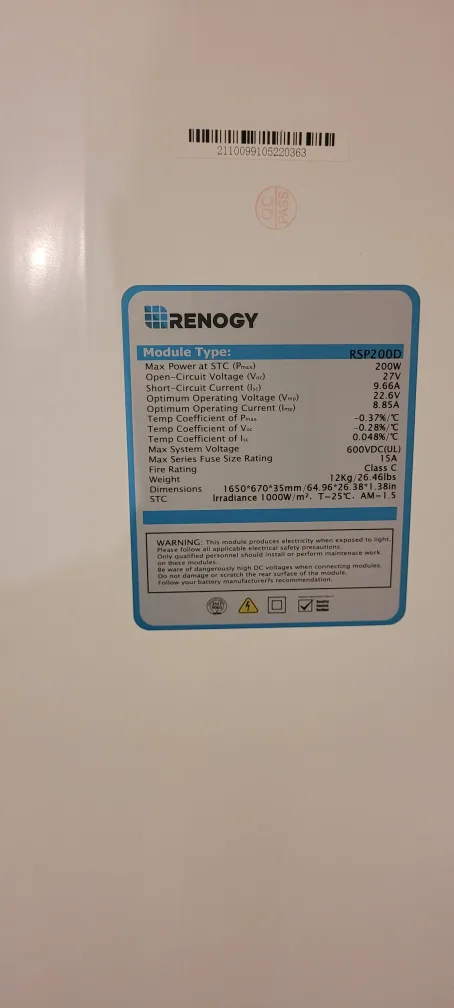 2110099105220363
QC
PASS
RENOGY
Module Type: RSP200D
Max Power at STC (Pmax) 200W
Open-Circuit Voltage (Voc) 27V
Short-Circuit Current (Isc) 9.66A
Optimum Operating Voltage (Vmp) 22.6V
Optimum Operating Current (Imp) 8.85A
Temp Coefficient of Pmax -0.37%/℃
Temp Coefficient of Voc -0.28%/℃
Temp Coefficient of Isc 0.048%/℃
Max System Voltage 600VDC(UL)
Max Series Fuse Size Rating 15A
Fire Rating Class C
Weight 12Kg/26.46lbs
Dimensions 1650*670*35mm/64.96*26.38*1.38in
STC Irradiance 1000W/m², T=25℃, AM=1.5
WARNING: This module produces electricity when exposed to light.
Please follow all applicable electrical safety precautions.
Only qualified personnel should install or perform maintenace work
on these modules.
Be ware of dangerously high DC voltages when connecting modules.
Do not damage or scratch the rear surface of the module.
Follow your battery manufacturer?s recommendation.